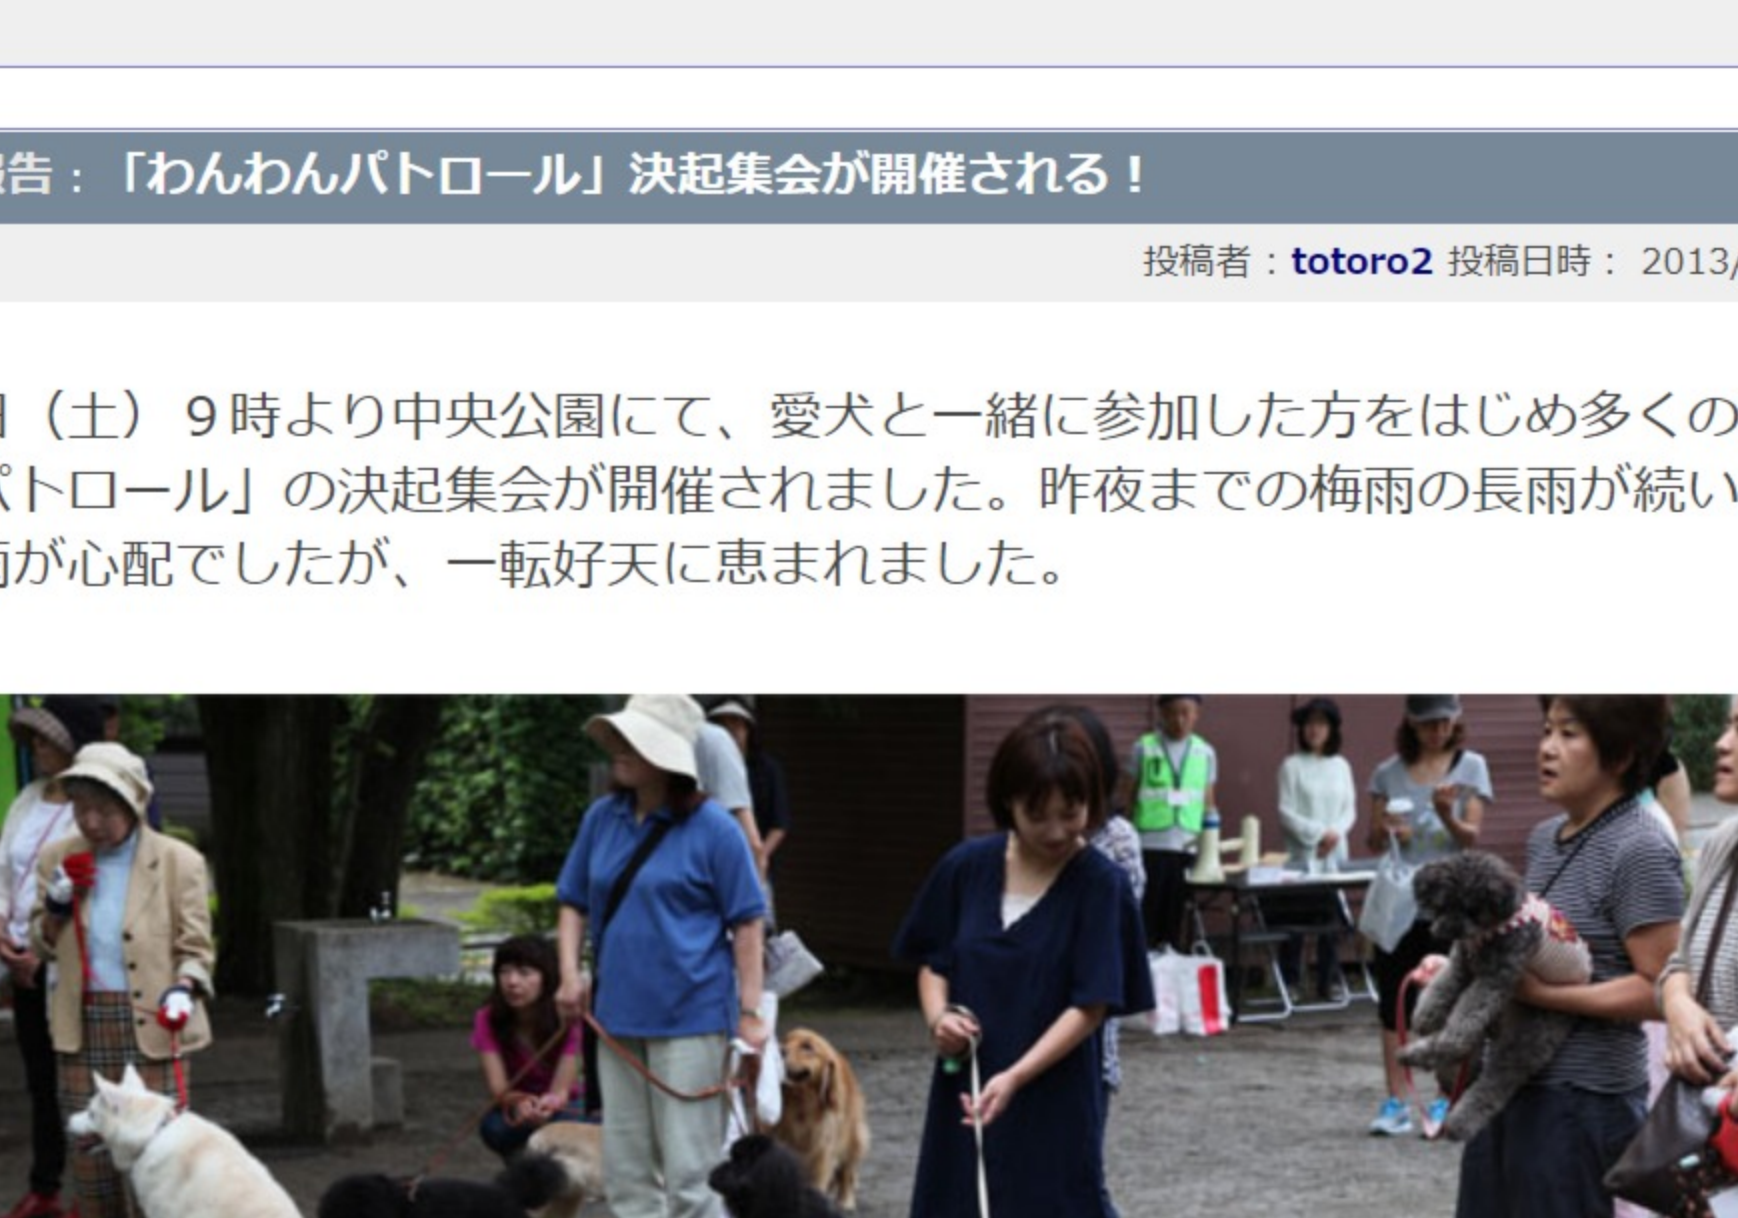 告：「わんわんパトロール」決起集会が開催される！
投稿者：totoro2 投稿日時： 2013/
（土）９時より中央公園にて、愛犬と一緒に参加した方をはじめ多くの
パトロール」の決起集会が開催されました。昨夜までの梅雨の長雨が続い
が心配でしたが、一転好天に恵まれました。